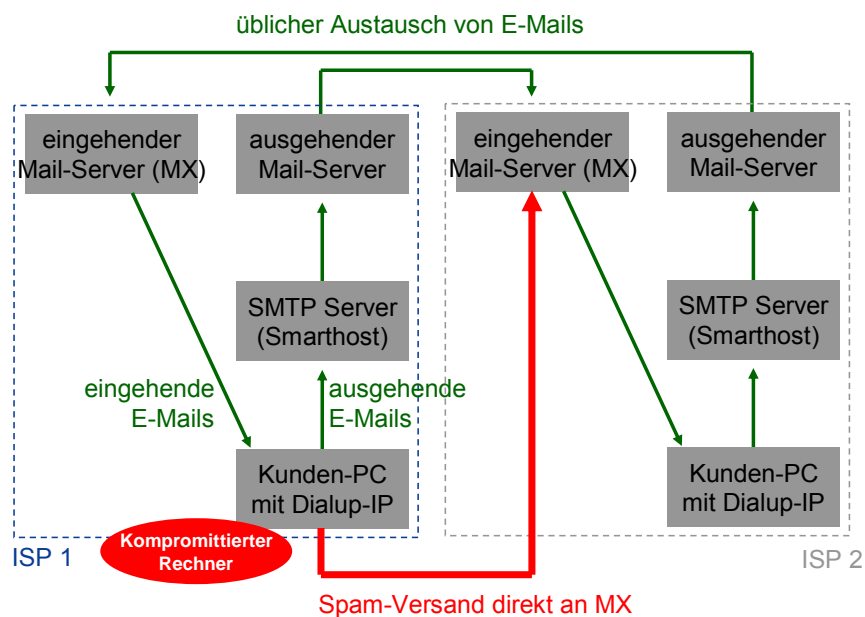 üblicher Austausch von E-Mails
eingehender
Mail-Server (MX)
ausgehender
Mail-Server
eingehender
Mail-Server (MX)
ausgehender
Mail-Server
SMTP Server
(Smarthost)
SMTP Server
(Smarthost)
eingehende
E-Mails
ausgehende
E-Mails
Kunden-PC
mit Dialup-IP
Kunden-PC
mit Dialup-IP
Kompromittierter
Rechner
ISP 1
ISP 2
Spam-Versand direkt an MX